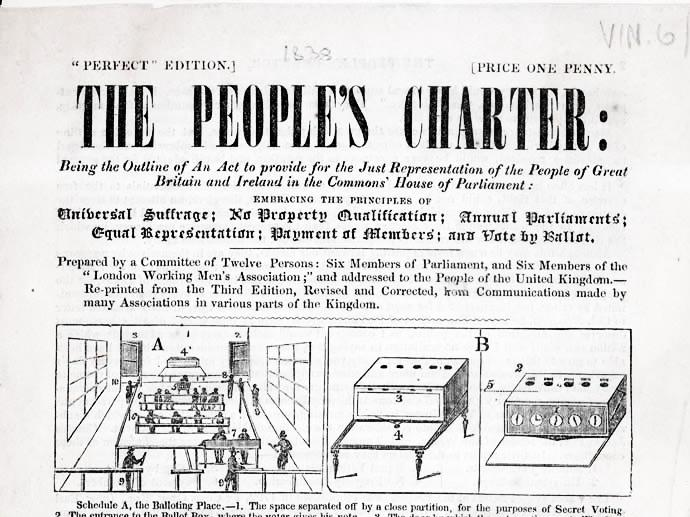 1838
VIN. 6
"PERFECT" EDITION.]
[PRICE ONE PENNY.
THE PEOPLE'S CHARTER:
Being the Outline of An Act to provide for the Just Representation of the People of Great
Britain and Ireland in the Commons' House of Parliament:
EMBRACING THE PRINCIPLES OF
Universal Suffrage; No Property Qualification; Annual Parliaments;
Equal Representation; Payment of Members; and Vote by Ballot.
Prepared by a Committee of Twelve Persons: Six Members of Parliament, and Six Members of the
"London Working Men's Association;" and addressed to the People of the United Kingdom.—
Re-printed from the Third Edition, Revised and Corrected, from Communications made by
many Associations in various parts of the Kingdom.
A
B
3
1
2
4
10
8
6
7
9
9
3
4
2
5
Schedule A, the Balloting Place.—1. The space separated off by a close partition, for the purposes of Secret Voting.
2. The entrance to the Ballot Box, where the voter gives his vote.